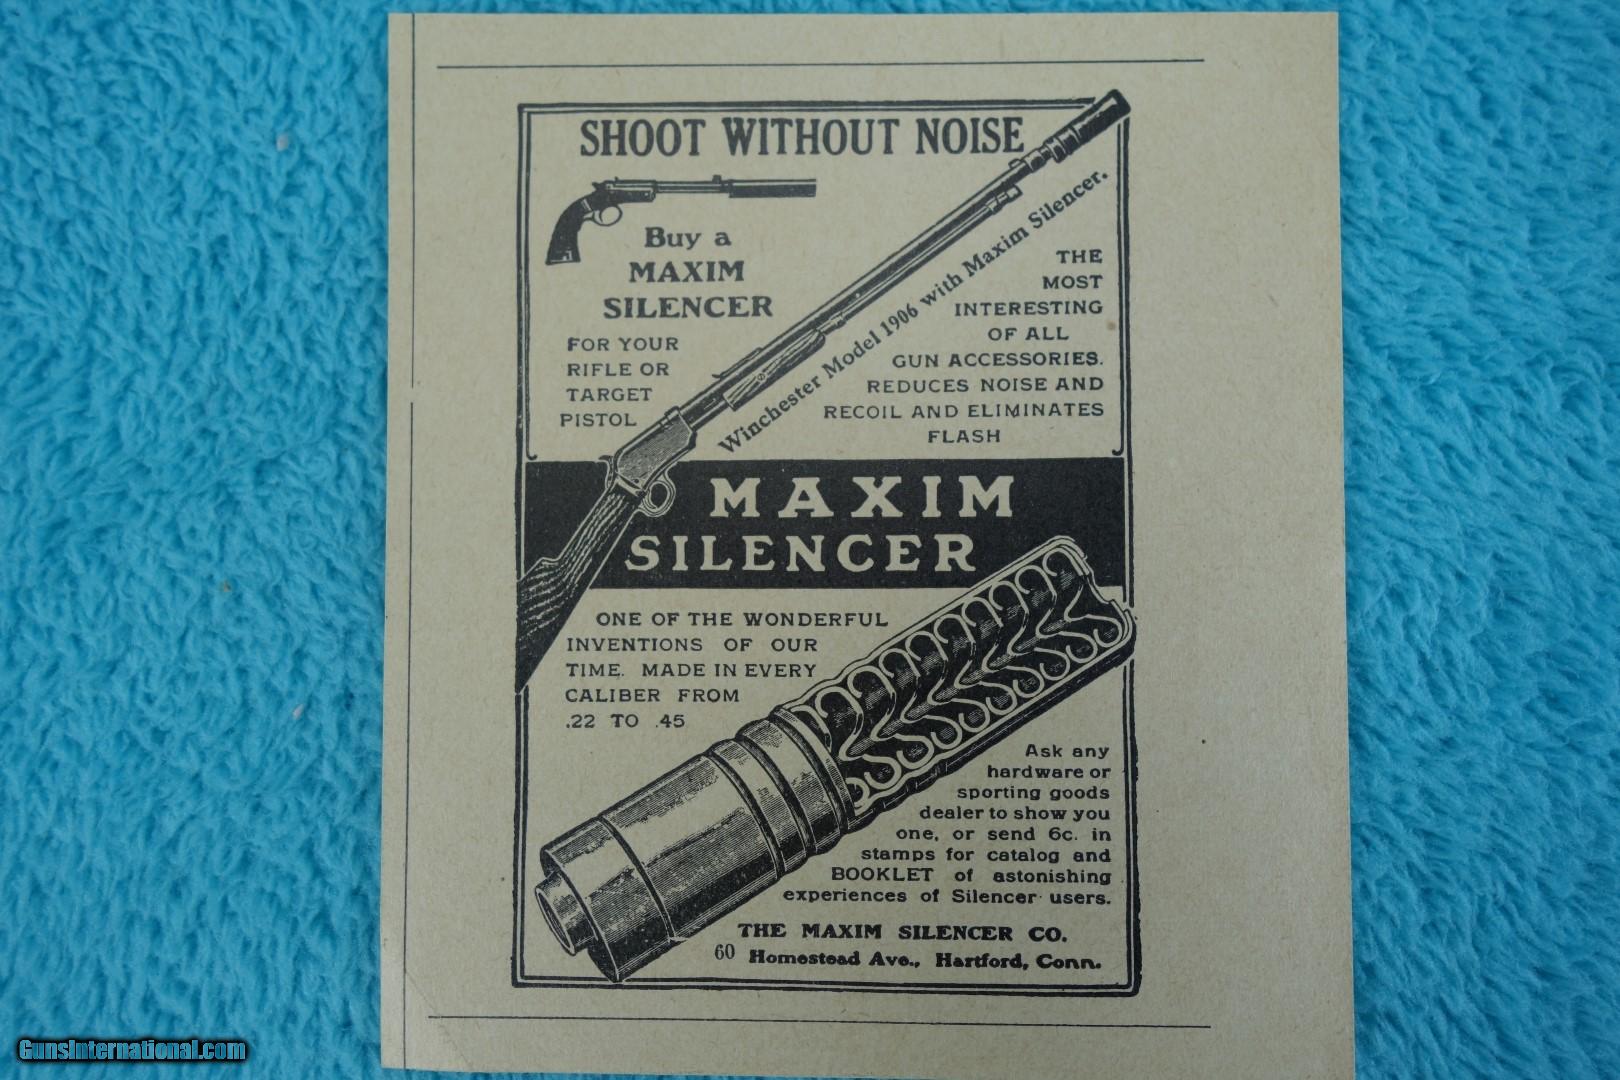 SHOOT WITHOUT NOISE
Buy a
MAXIM
SILENCER
FOR YOUR
RIFLE OR
TARGET
PISTOL
Winchester Model 1906 with Maxim Silencer.
THE
MOST
INTERESTING
OF ALL
GUN ACCESSORIES.
REDUCES NOISE AND
RECOIL AND ELIMINATES
FLASH
MAXIM
SILENCER
ONE OF THE WONDERFUL
INVENTIONS OF OUR
TIME. MADE IN EVERY
CALIBER FROM
.22 TO .45
Ask any
hardware or
sporting goods
dealer to show you
one, or send 6c. in
stamps for catalog and
BOOKLET of astonishing
experiences of Silencer users.
THE MAXIM SILENCER CO.
60 Homestead Ave., Hartford, Conn.
GunsInternational.com